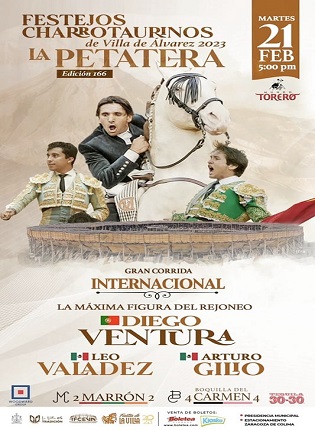 FESTEJOS
CHARROTAURINOS
de Villa de Álvarez 2023
LA PETATERA
Edición 166
MARTES
21
FEB
5:00 pm
TORERO
GRAN CORRIDA
INTERNACIONAL
LA MÁXIMA FIGURA DEL REJONEO
DIEGO
VENTURA
LEO
VALADEZ
ARTURO
GILIO
2 MARRÓN 2
BOQUILLA DEL
4 CARMEN 4
30-30
VENTA DE BOLETOS:
PRESIDENCIA MUNICIPAL
ESTACIONAMIENTO
ZARAGOZA DE COLIMA